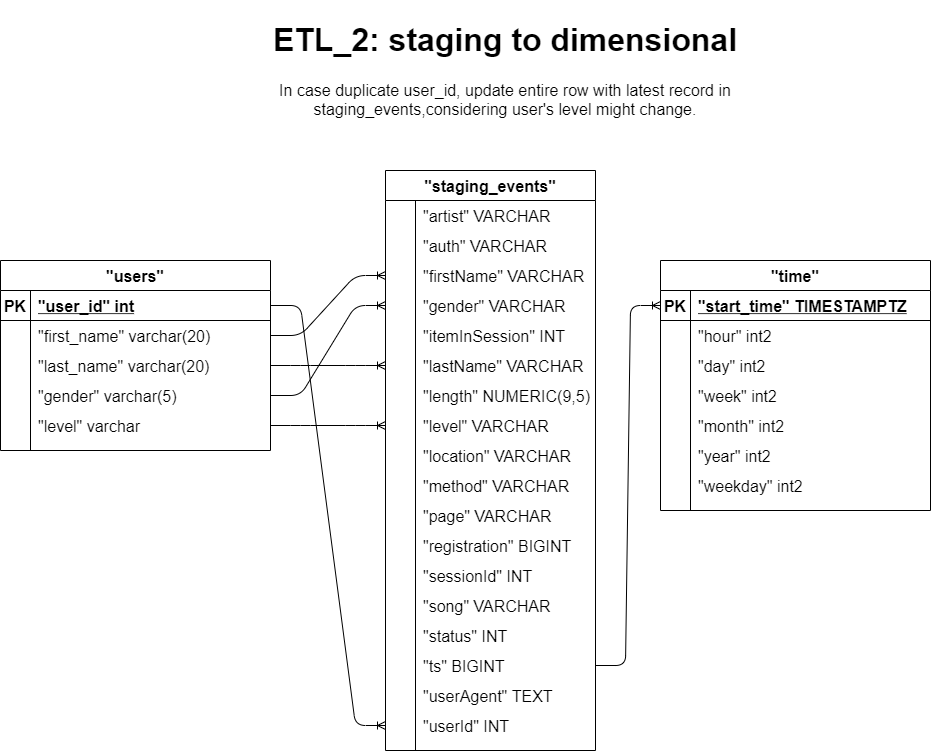 ETL_2: staging to dimensional
In case duplicate user_id, update entire row with latest record in
staging_events,considering user's level might change.
"users"
PK "user_id" int
"first_name" varchar(20)
"last_name" varchar(20)
"gender" varchar(5)
"level" varchar
"staging_events"
"artist" VARCHAR
"auth" VARCHAR
"firstName" VARCHAR
"gender" VARCHAR
"itemInSession" INT
"lastName" VARCHAR
"length" NUMERIC(9,5)
"level" VARCHAR
"location" VARCHAR
"method" VARCHAR
"page" VARCHAR
"registration" BIGINT
"sessionId" INT
"song" VARCHAR
"status" INT
"ts" BIGINT
"userAgent" TEXT
"userId" INT
"time"
PK "start_time" TIMESTAMPTZ
"hour" int2
"day" int2
"week" int2
"month" int2
"year" int2
"weekday" int2